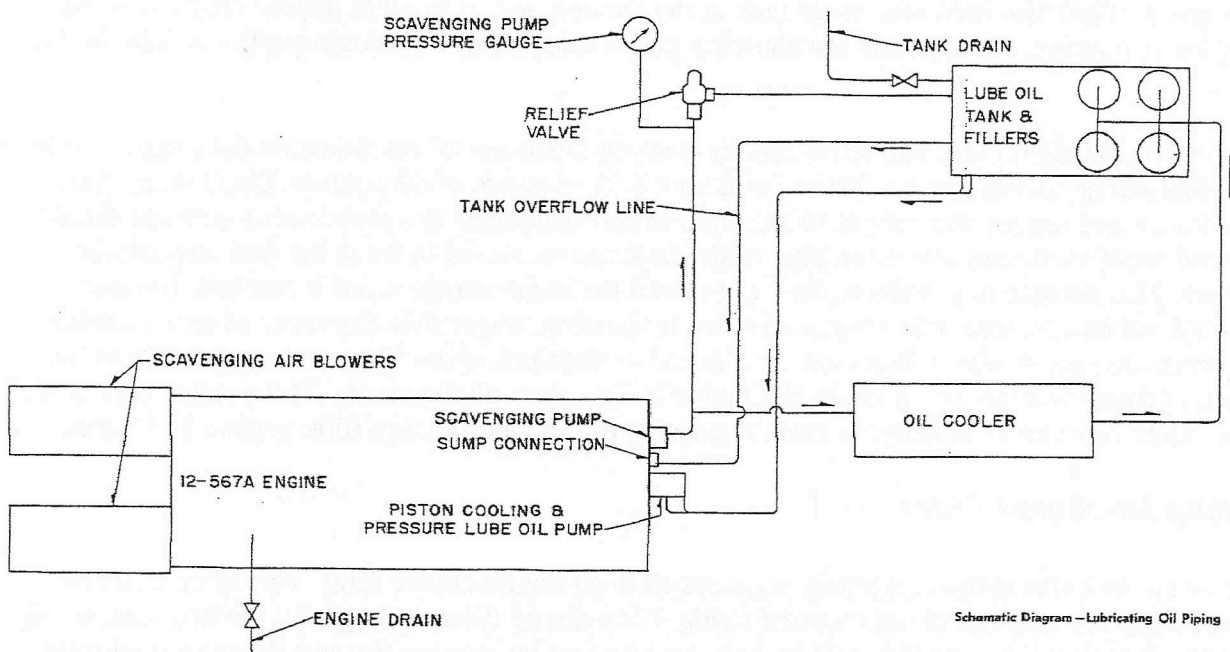 SCAVENGING PUMP
PRESSURE GAUGE
TANK DRAIN
RELIEF
VALVE
LUBE OIL
TANK &
FILLERS
TANK OVERFLOW LINE
SCAVENGING AIR BLOWERS
SCAVENGING PUMP
SUMP CONNECTION
OIL COOLER
12-567A ENGINE
PISTON COOLING &
PRESSURE LUBE OIL PUMP
ENGINE DRAIN
Schematic Diagram—Lubricating Oil Piping